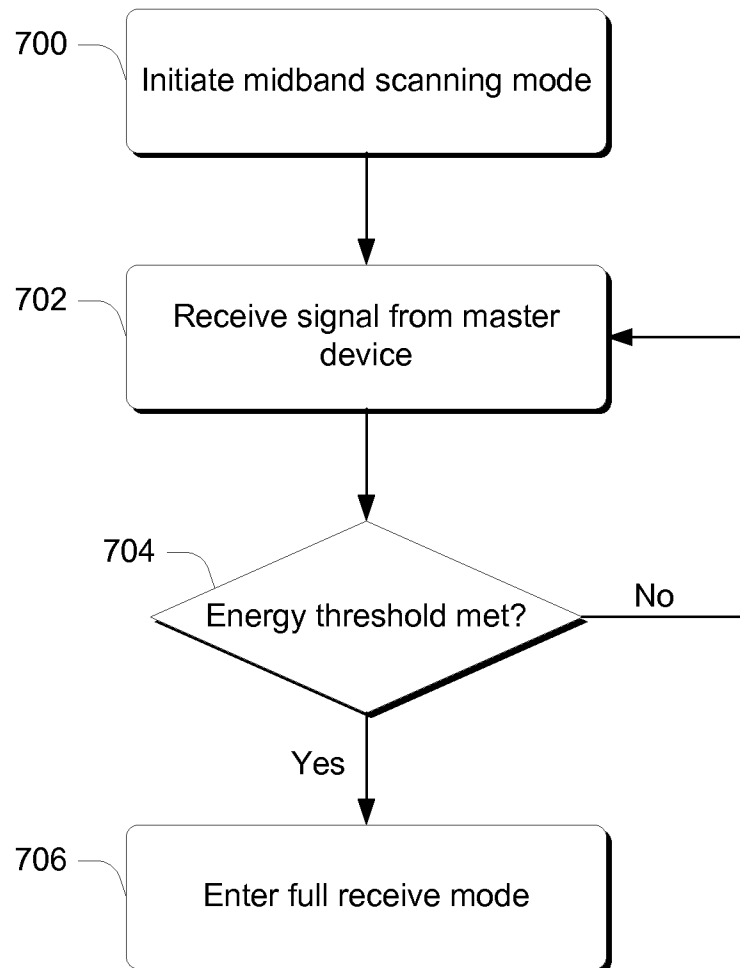 700
Initiate midband scanning mode
702
Receive signal from master
device
704
Energy threshold met?
No
Yes
706
Enter full receive mode